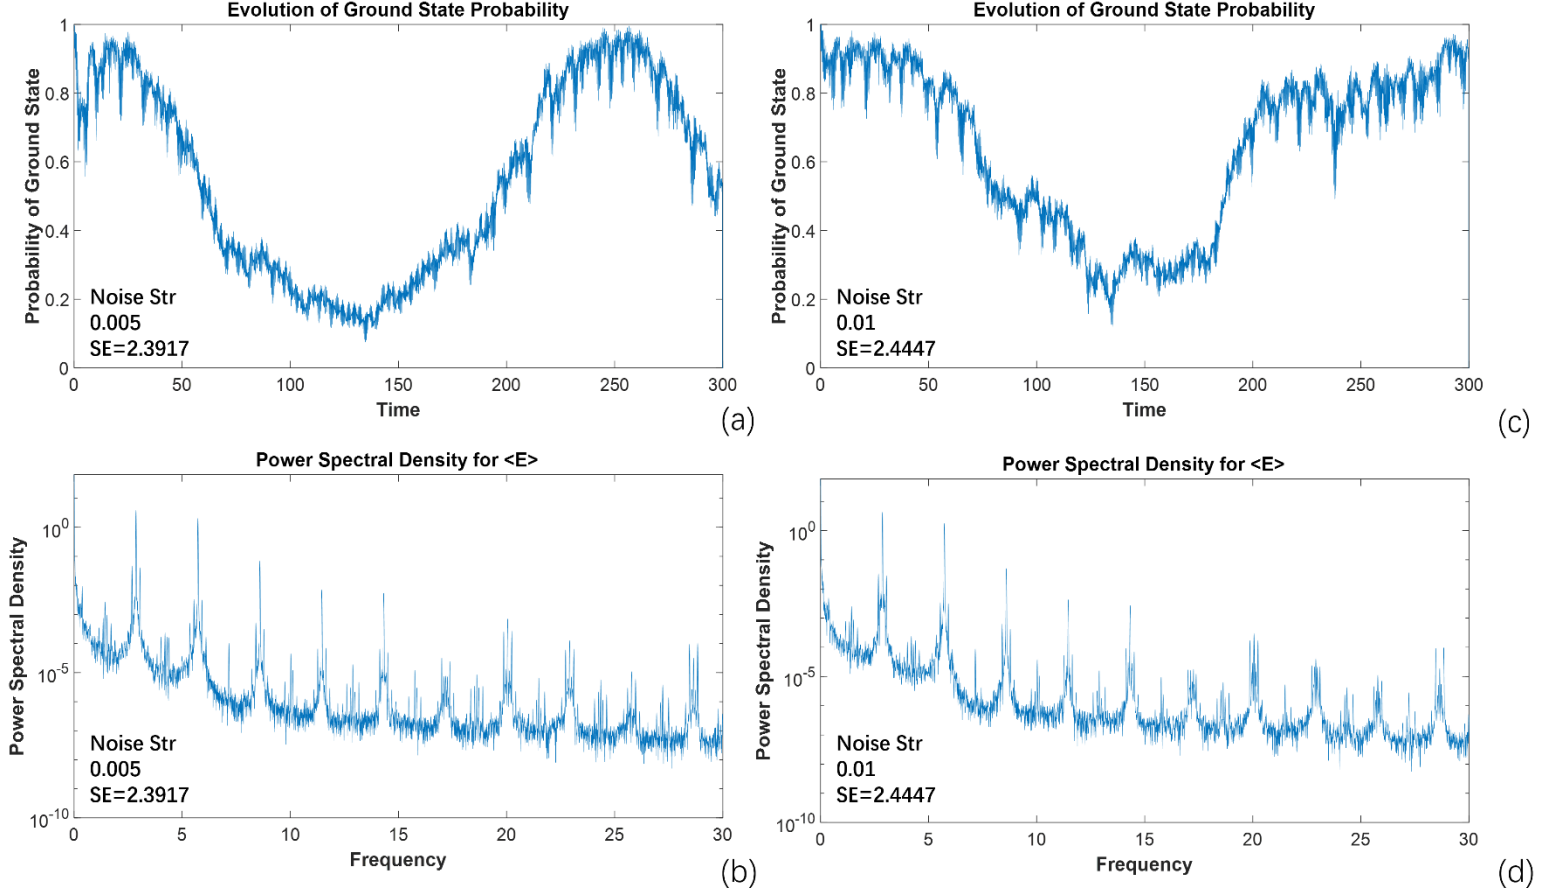 Evolution of Ground State Probability
Probability of Ground State
1
0.8
0.6
0.4
0.2
0
Noise Str
0.005
SE=2.3917
0 50 100 150 200 250 300
Time
(a)
Evolution of Ground State Probability
Probability of Ground State
1
0.8
0.6
0.4
0.2
0
Noise Str
0.01
SE=2.4447
0 50 100 150 200 250 300
Time
(c)
Power Spectral Density for <E>
Power Spectral Density
10^0
10^-5
10^-10
Noise Str
0.005
SE=2.3917
0 5 10 15 20 25 30
Frequency
(b)
Power Spectral Density for <E>
Power Spectral Density
10^0
10^-5
10^-10
Noise Str
0.01
SE=2.4447
0 5 10 15 20 25 30
Frequency
(d)